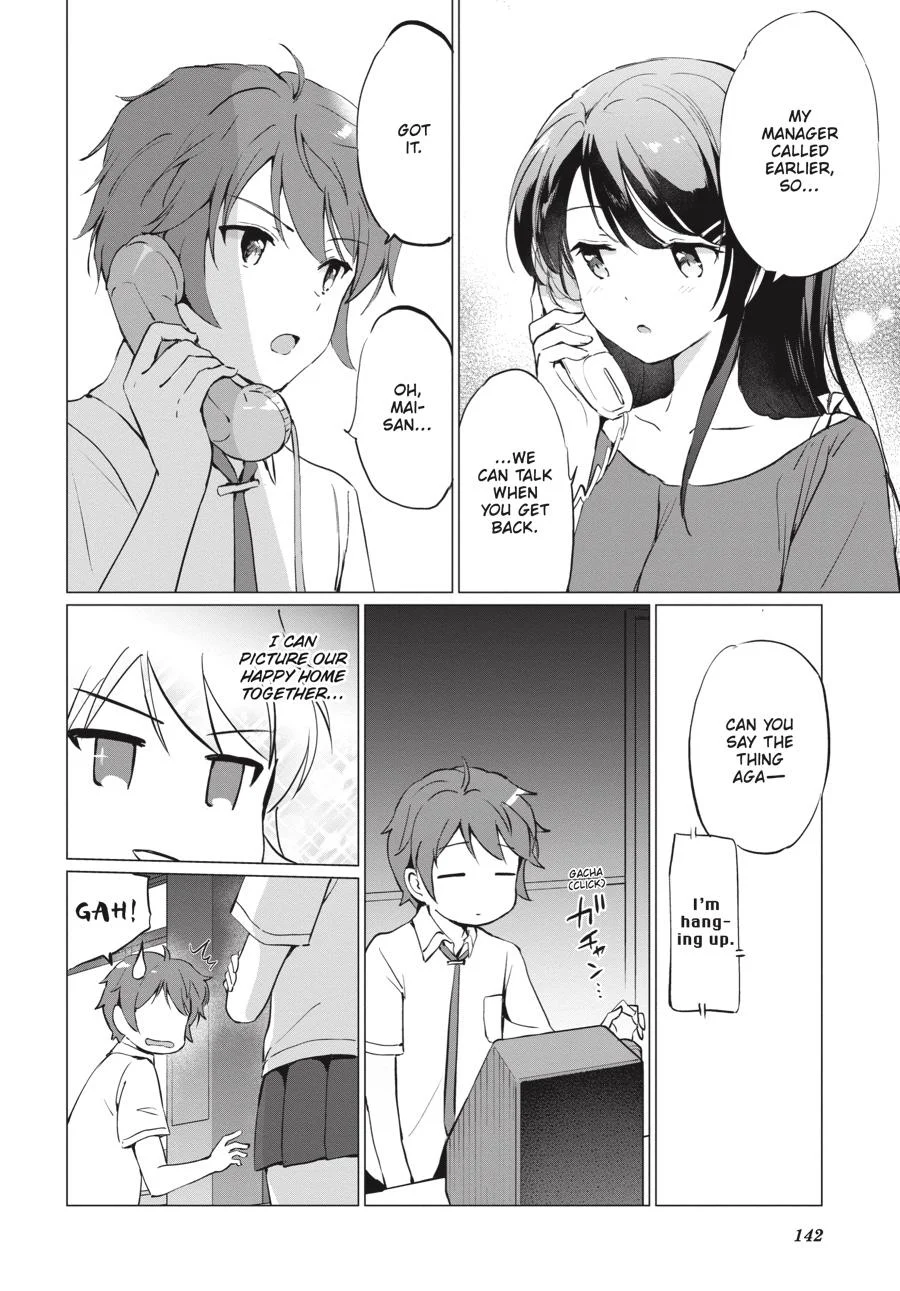 MY
MANAGER
CALLED
EARLIER,
SO...
...WE
CAN TALK
WHEN
YOU GET
BACK.
GOT
IT.
OH,
MAI-
SAN...
CAN YOU
SAY THE
THING
AGA—
I'm
hang-
ing up.
GACHA
(CLICK)
ガチャン…
I CAN
PICTURE OUR
HAPPY HOME
TOGETHER...
GAH!
142